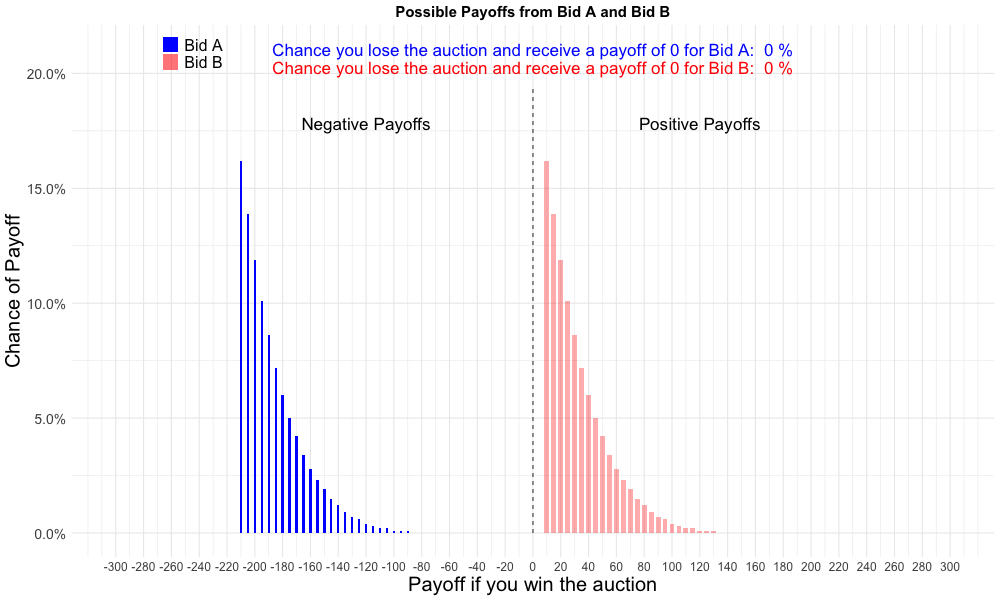 Possible Payoffs from Bid A and Bid B
Bid A
Bid B
Chance you lose the auction and receive a payoff of 0 for Bid A:  0 %
Chance you lose the auction and receive a payoff of 0 for Bid B:  0 %
Negative Payoffs
Positive Payoffs
Chance of Payoff
20.0%
15.0%
10.0%
5.0%
0.0%
-300 -280 -260 -240 -220 -200 -180 -160 -140 -120 -100 -80 -60 -40 -20 0 20 40 60 80 100 120 140 160 180 200 220 240 260 280 300
Payoff if you win the auction